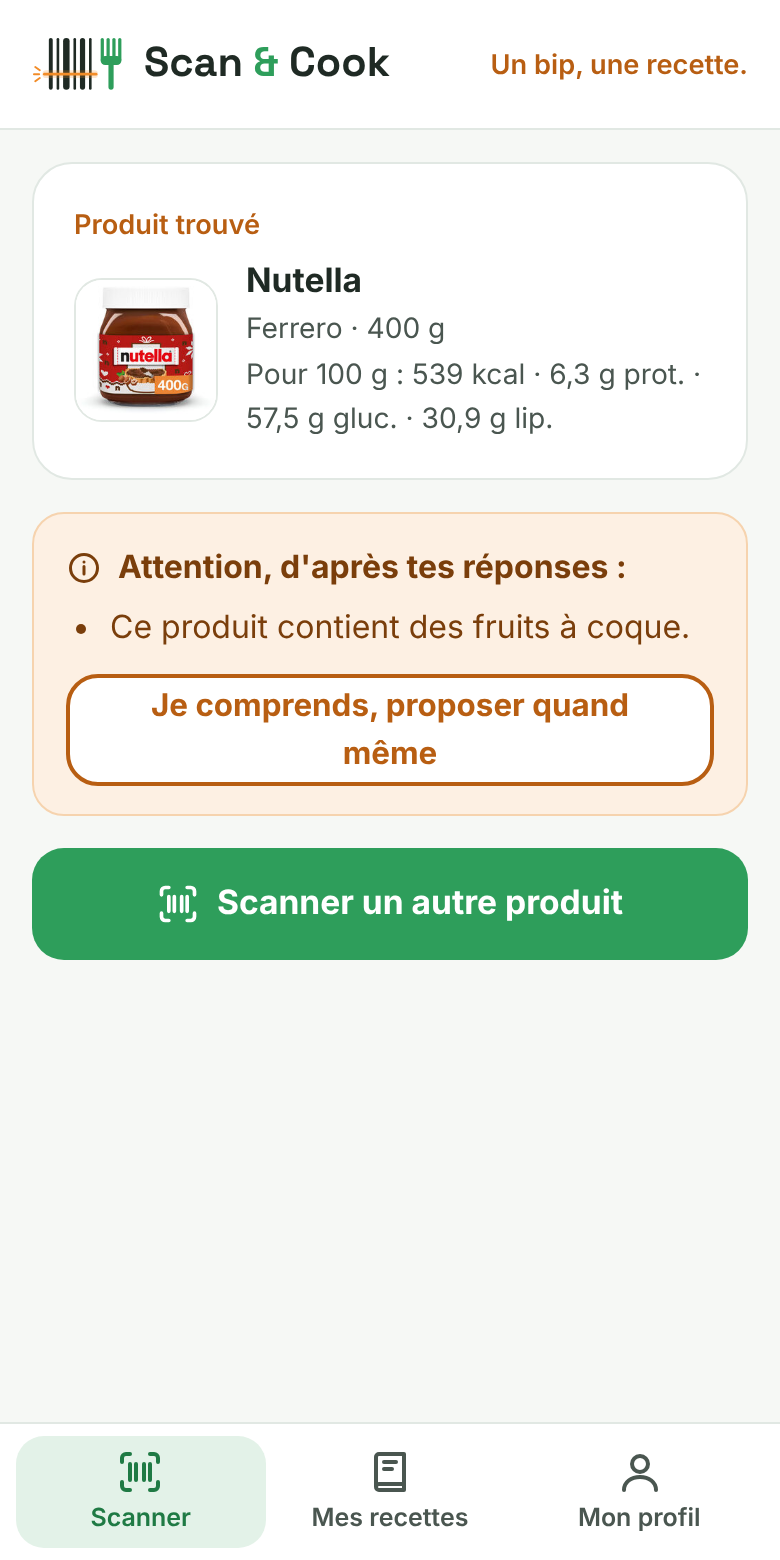 Scan & Cook
Un bip, une recette.
Produit trouvé
nutella
400G
Nutella
Ferrero · 400 g
Pour 100 g : 539 kcal · 6,3 g prot. ·
57,5 g gluc. · 30,9 g lip.
Attention, d'après tes réponses :
• Ce produit contient des fruits à coque.
Je comprends, proposer quand
même
Scanner un autre produit
Scanner
Mes recettes
Mon profil